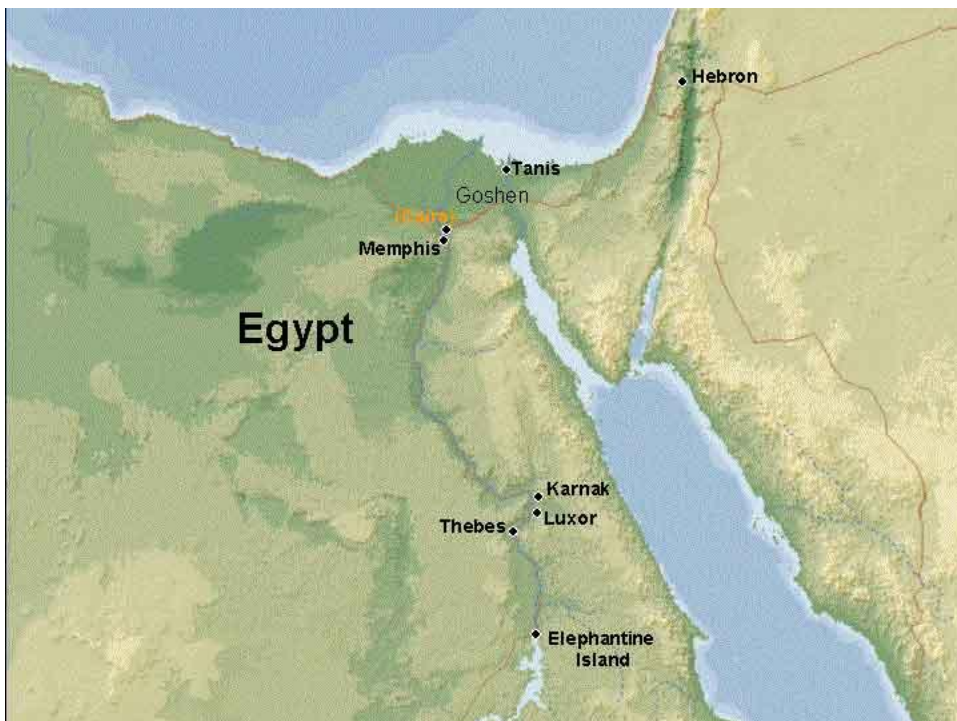 Hebron
Tanis
Goshen
(Cairo)
Memphis
Egypt
Karnak
Luxor
Thebes
Elephantine
Island